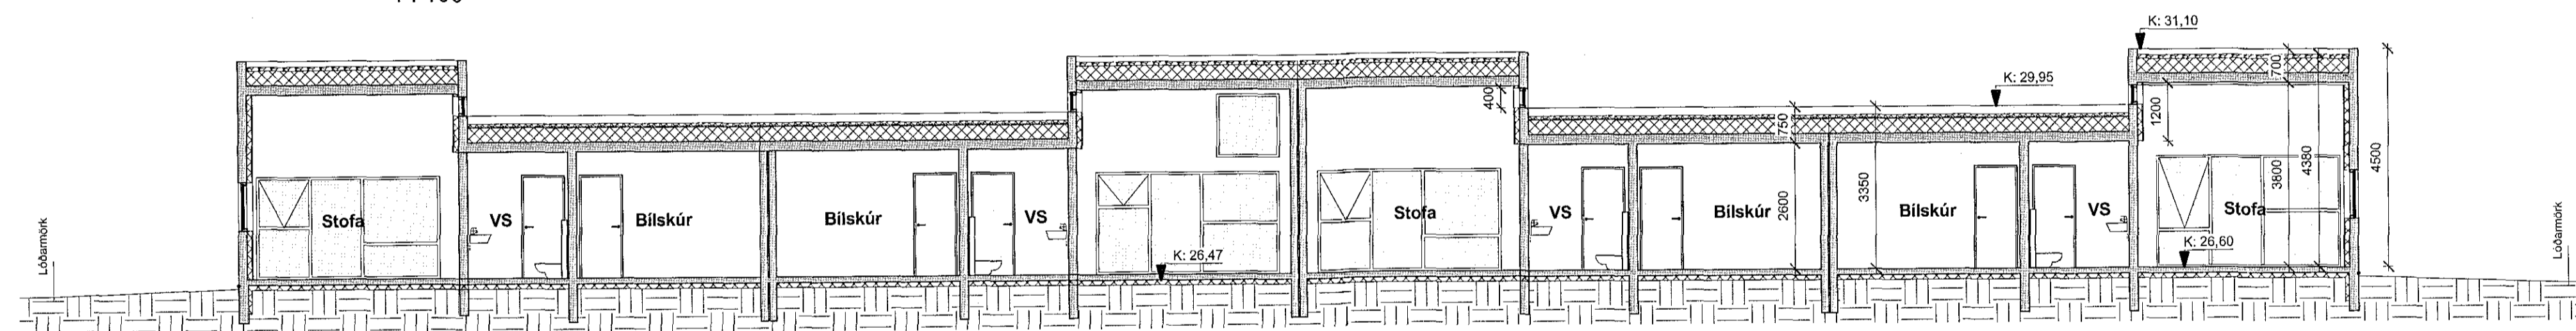 K: 31,10
K: 29,95
700
400
750
1200
3800
4380
4500
3350
2600
Lóðarmörk
Stofa
VS
Bílskúr
Bílskúr
VS
K: 26,47
Stofa
VS
Bílskúr
Bílskúr
VS
Stofa
K: 26,60
Lóðarmörk